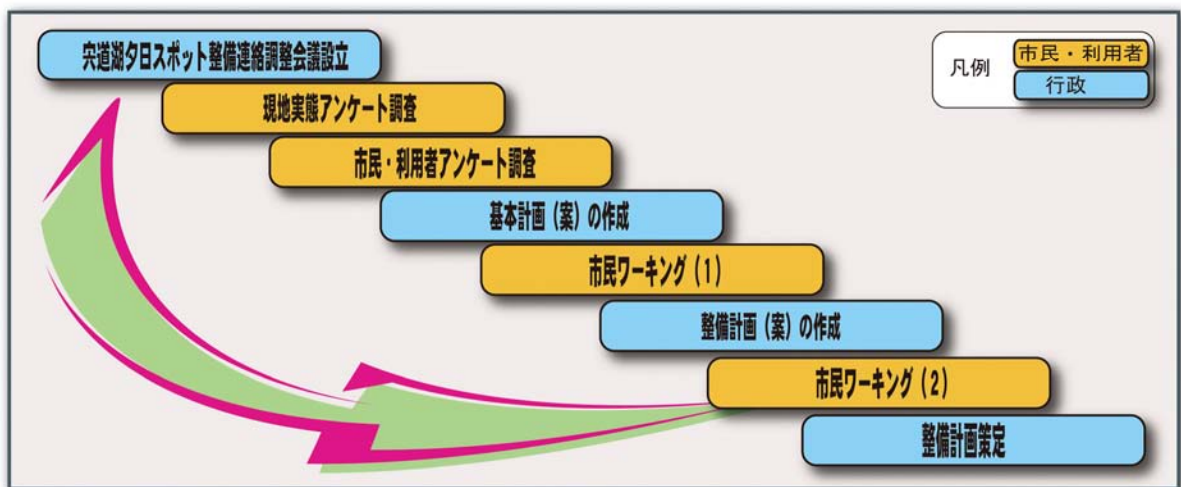 宍道湖夕日スポット整備連絡調整会議設立
凡例
市民・利用者
行政
現地実態アンケート調査
市民・利用者アンケート調査
基本計画（案）の作成
市民ワーキング（1）
整備計画（案）の作成
市民ワーキング（2）
整備計画策定